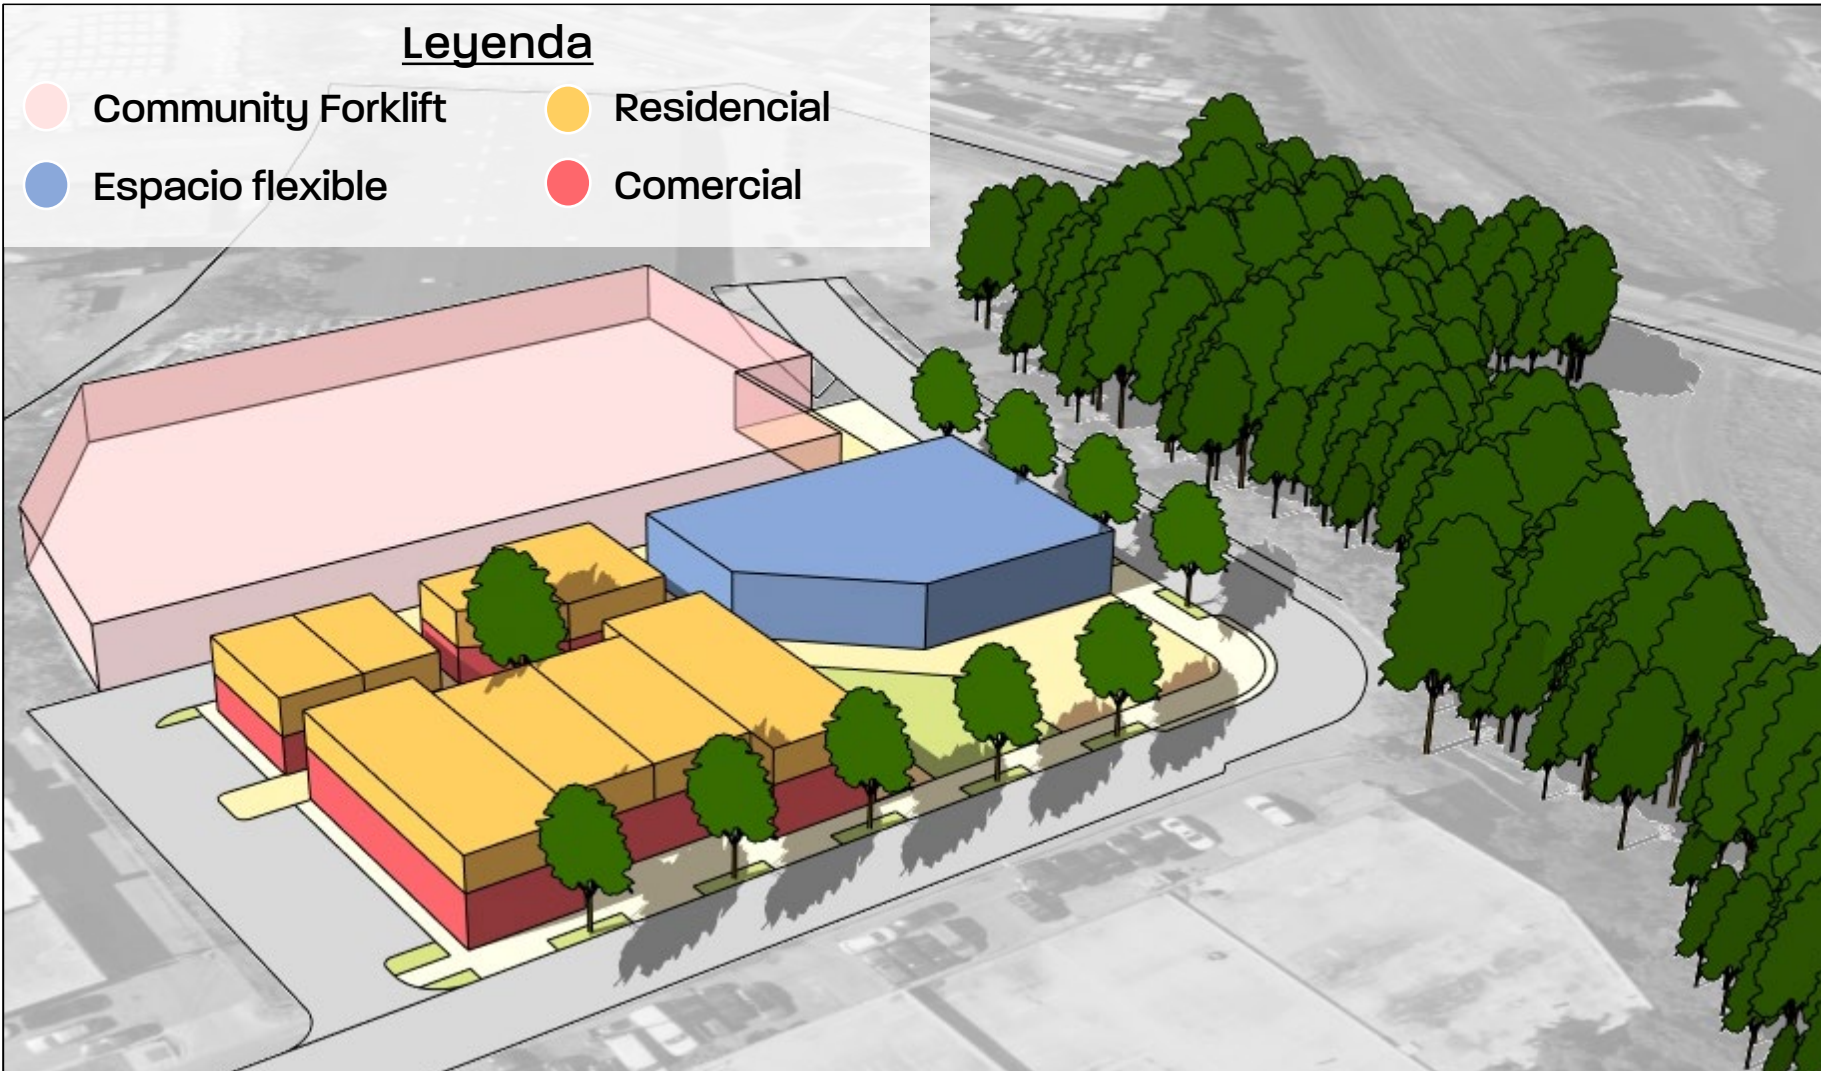 Leyenda
Community Forklift
Residencial
Espacio flexible
Comercial